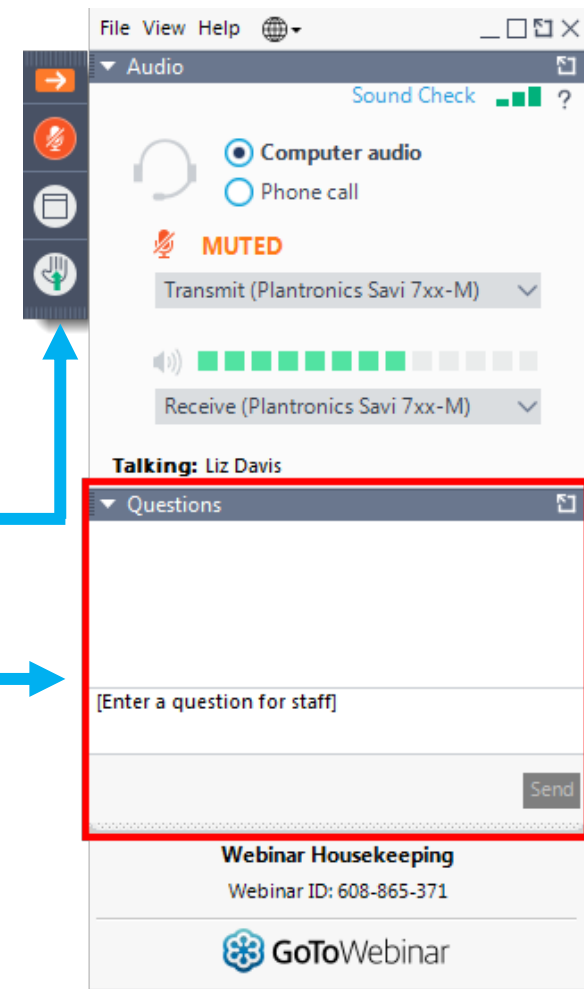 File View Help
Audio
Sound Check ?
Computer audio
Phone call
MUTED
Transmit (Plantronics Savi 7xx-M)
Receive (Plantronics Savi 7xx-M)
Talking: Liz Davis
Questions
[Enter a question for staff]
Send
Webinar Housekeeping
Webinar ID: 608-865-371
GoToWebinar